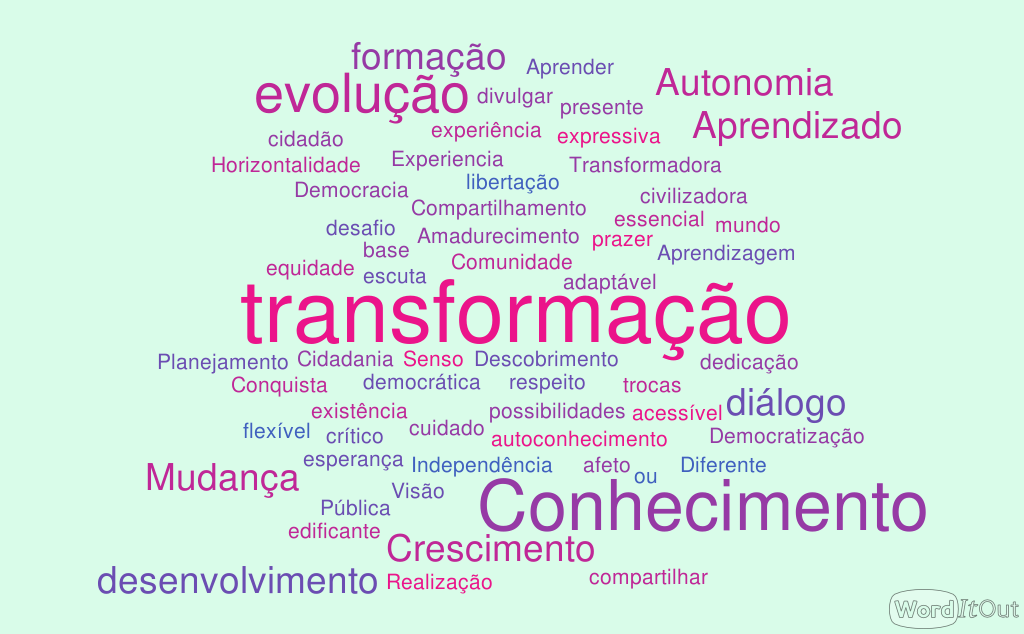 formação Aprender
evolução divulgar Autonomia
presente
cidadão experiência expressiva Aprendizado
Horizontalidade Experiencia Transformadora
Democracia libertação civilizadora
Compartilhamento essencial mundo
desafio Amadurecimento prazer
base Aprendizagem
equidade escuta Comunidade adaptável
transformação
Planejamento Cidadania Senso Descobrimento dedicação
Conquista democrática respeito trocas
existência possibilidades acessível diálogo
flexível crítico cuidado autoconhecimento Democratização
esperança Independência afeto ou Diferente
Mudança Visão
Pública Conhecimento
edificante Crescimento
desenvolvimento Realização compartilhar
WordItOut